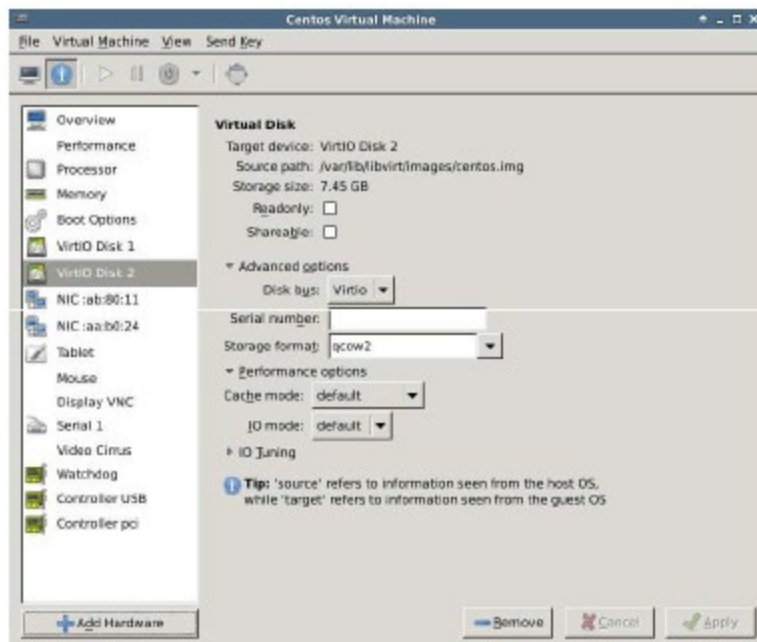 Centos Virtual Machine
File Virtual Machine View Send Key
Overview
Performance
Processor
Memory
Boot Options
VirtIO Disk 1
VirtIO Disk 2
NIC :ab:80:11
NIC :aa:b0:24
Tablet
Mouse
Display VNC
Serial 1
Video Cirrus
Watchdog
Controller USB
Controller pci
Add Hardware
Virtual Disk
Target device: VirtIO Disk 2
Source path: /var/lib/libvirt/images/centos.img
Storage size: 7.45 GB
Readonly:
Shareable:
Advanced options
Disk bus: Virtio
Serial number:
Storage format: qcow2
Performance options
Cache mode: default
IO mode: default
IO Tuning
Tip: 'source' refers to information seen from the host OS,
while 'target' refers to information seen from the guest OS
Remove Cancel Apply